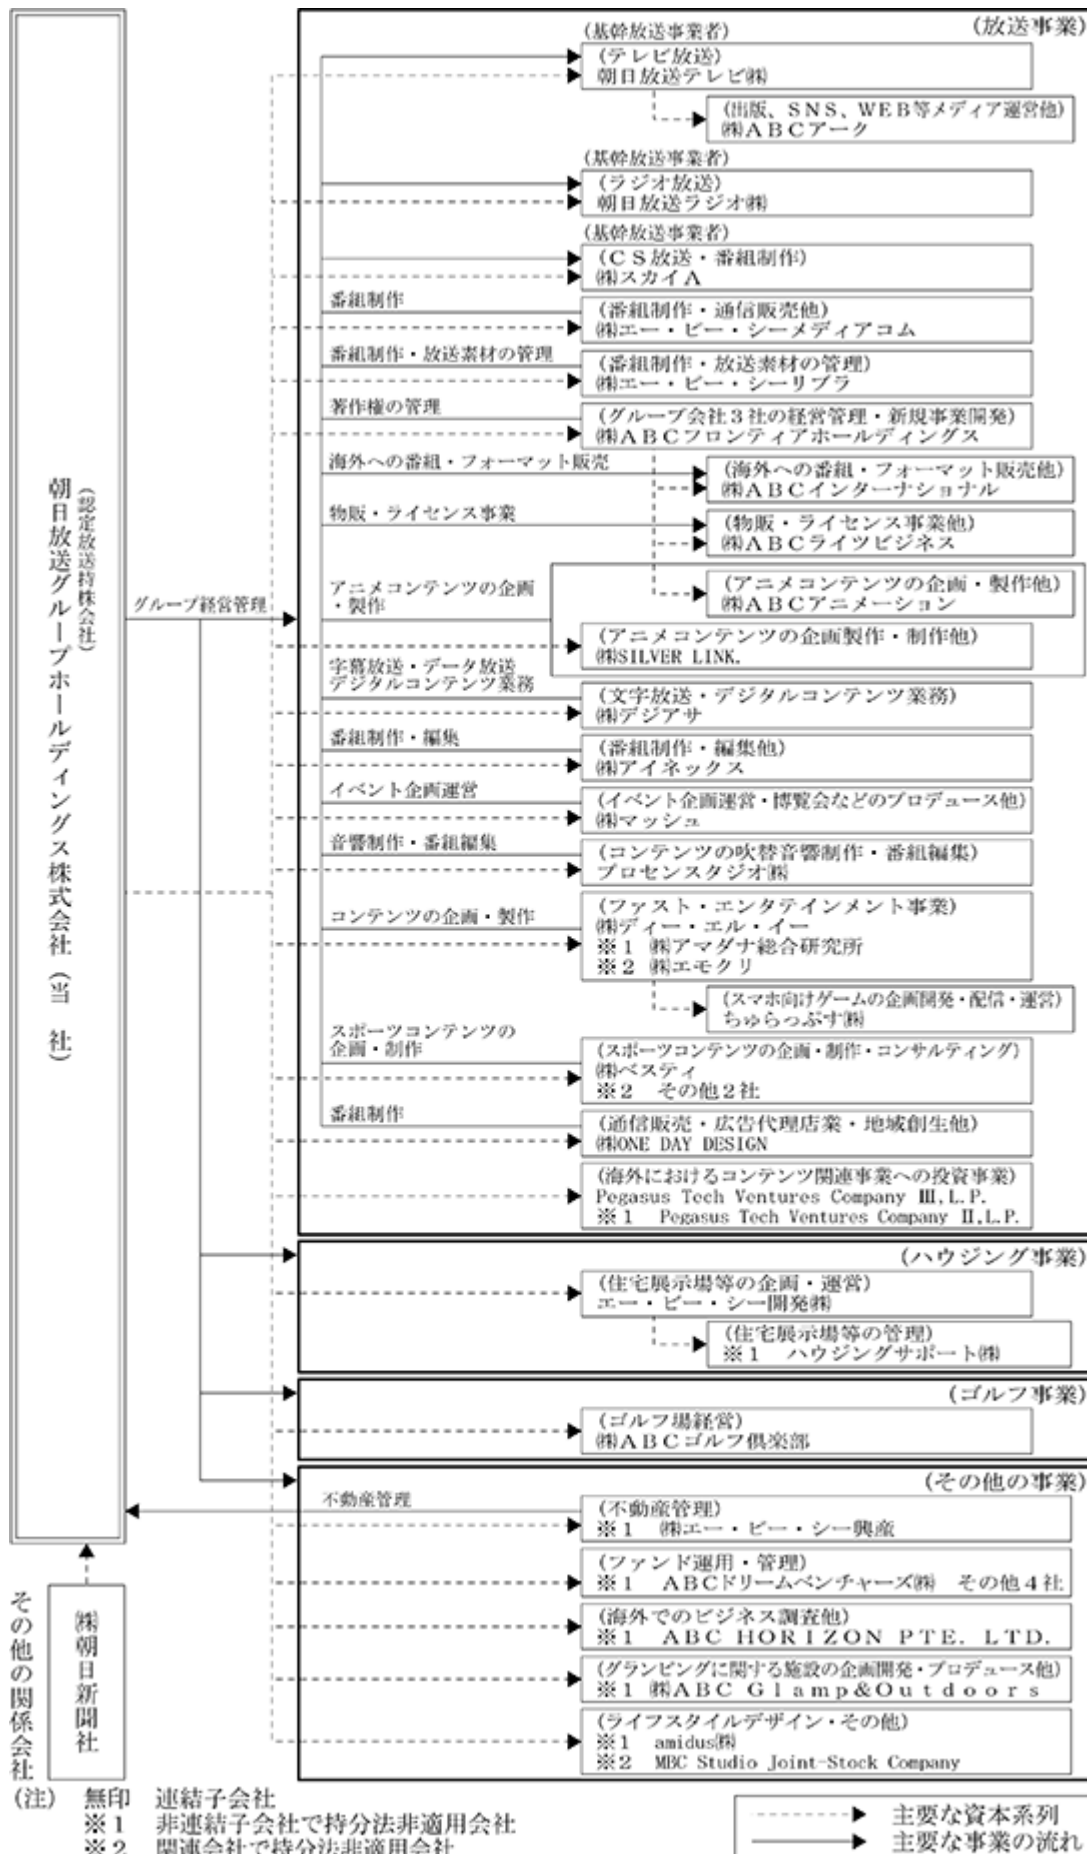 (認定放送持株会社)
朝日放送グループホールディングス株式会社（当　社）
グループ経営管理
(放送事業)
(基幹放送事業者)
(テレビ放送)
朝日放送テレビ㈱
(出版、ＳＮＳ、ＷＥＢ等メディア運営他)
㈱ＡＢＣアーク
(基幹放送事業者)
(ラジオ放送)
朝日放送ラジオ㈱
(基幹放送事業者)
(ＣＳ放送・番組制作)
㈱スカイＡ
番組制作
(番組制作・通信販売他)
㈱エー・ビー・シーメディアコム
番組制作・放送素材の管理
(番組制作・放送素材の管理)
㈱エー・ビー・シーリブラ
著作権の管理
(グループ会社３社の経営管理・新規事業開発)
㈱ＡＢＣフロンティアホールディングス
海外への番組・フォーマット販売
(海外への番組・フォーマット販売他)
㈱ＡＢＣインターナショナル
物販・ライセンス事業
(物販・ライセンス事業他)
㈱ＡＢＣライツビジネス
アニメコンテンツの企画
・製作
(アニメコンテンツの企画・製作他)
㈱ＡＢＣアニメーション
(アニメコンテンツの企画製作・制作他)
㈱SILVER LINK.
字幕放送・データ放送
デジタルコンテンツ業務
(文字放送・デジタルコンテンツ業務)
㈱デジアサ
番組制作・編集
(番組制作・編集他)
㈱アイネックス
イベント企画運営
(イベント企画運営・博覧会などのプロデュース他)
㈱マッシュ
音響制作・番組編集
(コンテンツの吹替音響制作・番組編集)
プロセンスタジオ㈱
コンテンツの企画・製作
(ファスト・エンタテインメント事業)
㈱ディー・エル・イー
※１　㈱アマダナ総合研究所
※２　㈱エモクリ
(スマホ向けゲームの企画開発・配信・運営)
ちゅらっぷす㈱
スポーツコンテンツの
企画・制作
(スポーツコンテンツの企画・制作・コンサルティング)
㈱ベスティ
※２　その他２社
番組制作
(通信販売・広告代理店業・地域創生他)
㈱ONE DAY DESIGN
(海外におけるコンテンツ関連事業への投資事業)
Pegasus Tech Ventures Company Ⅲ,L.P.
※１　Pegasus Tech Ventures Company Ⅱ,L.P.
(ハウジング事業)
(住宅展示場等の企画・運営)
エー・ビー・シー開発㈱
(住宅展示場等の管理)
※１　ハウジングサポート㈱
(ゴルフ事業)
(ゴルフ場経営)
㈱ＡＢＣゴルフ倶楽部
(その他の事業)
不動産管理
(不動産管理)
※１　㈱エー・ビー・シー興産
(ファンド運用・管理)
※１　ＡＢＣドリームベンチャーズ㈱　その他４社
(海外でのビジネス調査他)
※１　ＡＢＣ ＨＯＲＩＺＯＮ ＰＴＥ. ＬＴＤ.
(グランピングに関する施設の企画開発・プロデュース他)
※１ ㈱ＡＢＣ Ｇｌａｍｐ＆Ｏｕｔｄｏｏｒｓ
(ライフスタイルデザイン・その他)
※１　amidus㈱
※２　MBC Studio Joint-Stock Company
その他の関係会社
㈱朝日新聞社
(注)　無印　連結子会社
※１　非連結子会社で持分法非適用会社
※２　関連会社で持分法非適用会社
主要な資本系列
主要な事業の流れ